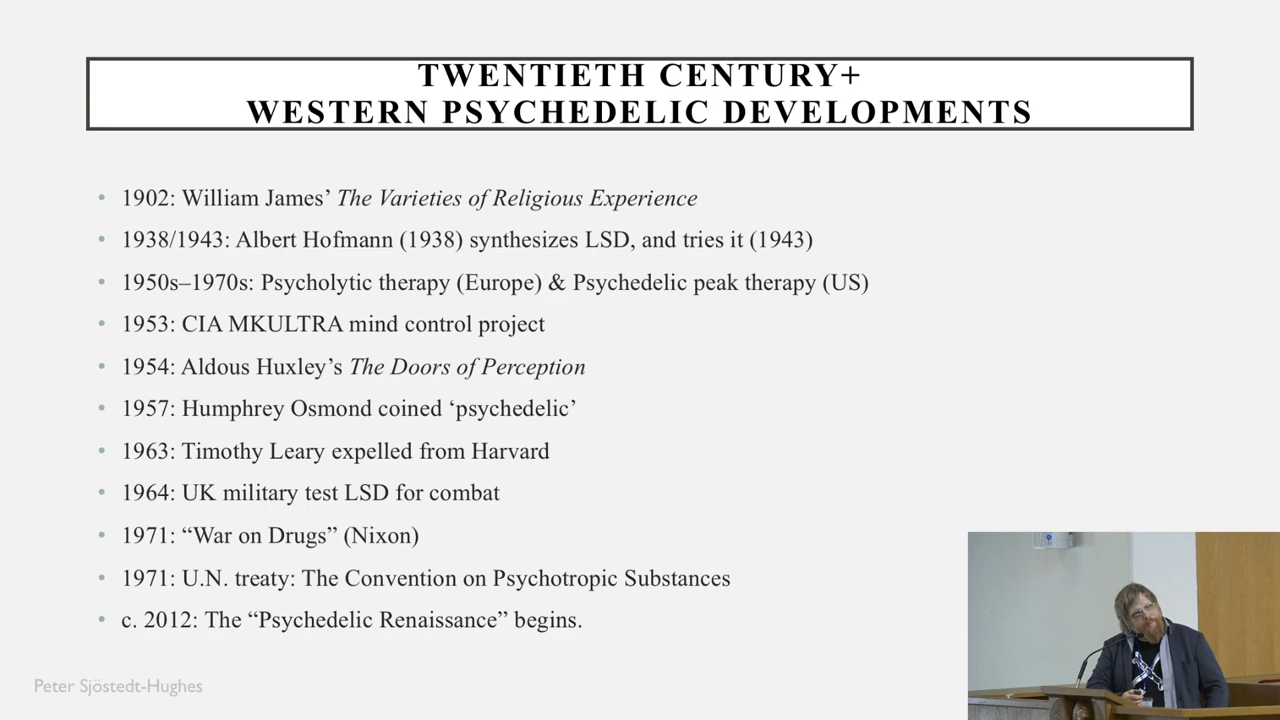 TWENTIETH CENTURY+
WESTERN PSYCHEDELIC DEVELOPMENTS
• 1902: William James’ The Varieties of Religious Experience
• 1938/1943: Albert Hofmann (1938) synthesizes LSD, and tries it (1943)
• 1950s–1970s: Psycholytic therapy (Europe) & Psychedelic peak therapy (US)
• 1953: CIA MKULTRA mind control project
• 1954: Aldous Huxley’s The Doors of Perception
• 1957: Humphrey Osmond coined ‘psychedelic’
• 1963: Timothy Leary expelled from Harvard
• 1964: UK military test LSD for combat
• 1971: “War on Drugs” (Nixon)
• 1971: U.N. treaty: The Convention on Psychotropic Substances
• c. 2012: The “Psychedelic Renaissance” begins.
Peter Sjöstedt-Hughes